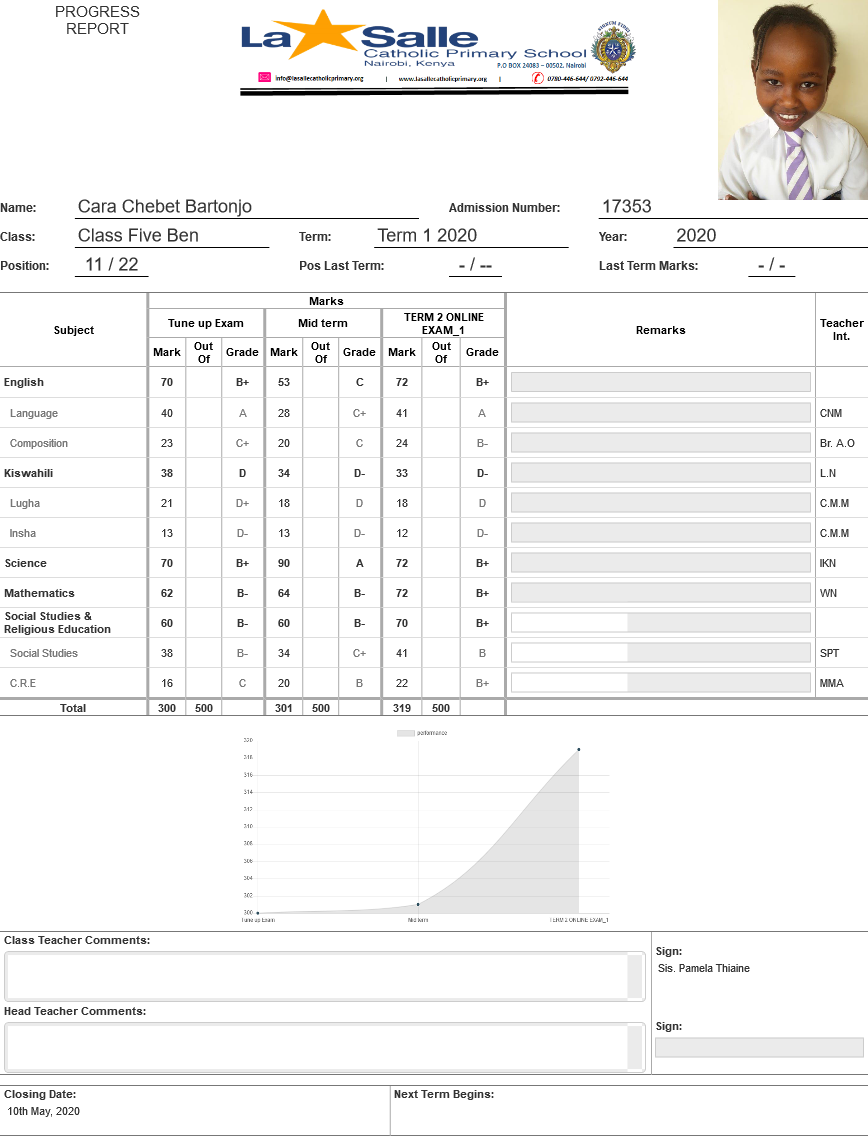 PROGRESS
REPORT
La Salle
Catholic Primary School
Nairobi, Kenya
P.O BOX 24083 – 00502, Nairobi
info@lasallecatholicprimary.org | www.lasallecatholicprimary.org | 0780-446-644/ 0792-446-644
Name: Cara Chebet Bartonjo Admission Number: 17353
Class: Class Five Ben Term: Term 1 2020 Year: 2020
Position: 11 / 22 Pos Last Term: - / -- Last Term Marks: - / -
Subject Marks Remarks Teacher Int.
Tune up Exam Mid term TERM 2 ONLINE EXAM_1
Mark Out Of Grade Mark Out Of Grade Mark Out Of Grade
English 70 B+ 53 C 72 B+
Language 40 A 28 C+ 41 A CNM
Composition 23 C+ 20 C 24 B- Br. A.O
Kiswahili 38 D 34 D- 33 D- L.N
Lugha 21 D+ 18 D 18 D C.M.M
Insha 13 D- 13 D- 12 D- C.M.M
Science 70 B+ 90 A 72 B+ IKN
Mathematics 62 B- 64 B- 72 B+ WN
Social Studies & Religious Education 60 B- 60 B- 70 B+
Social Studies 38 B- 34 C+ 41 B SPT
C.R.E 16 C 20 B 22 B+ MMA
Total 300 500 301 500 319 500
performance
320
318
316
314
312
310
308
306
304
302
300
Tune up Exam Mid term TERM 2 ONLINE EXAM_1
Class Teacher Comments:
Sign:
Sis. Pamela Thiaine
Head Teacher Comments:
Sign:
Closing Date: Next Term Begins:
10th May, 2020